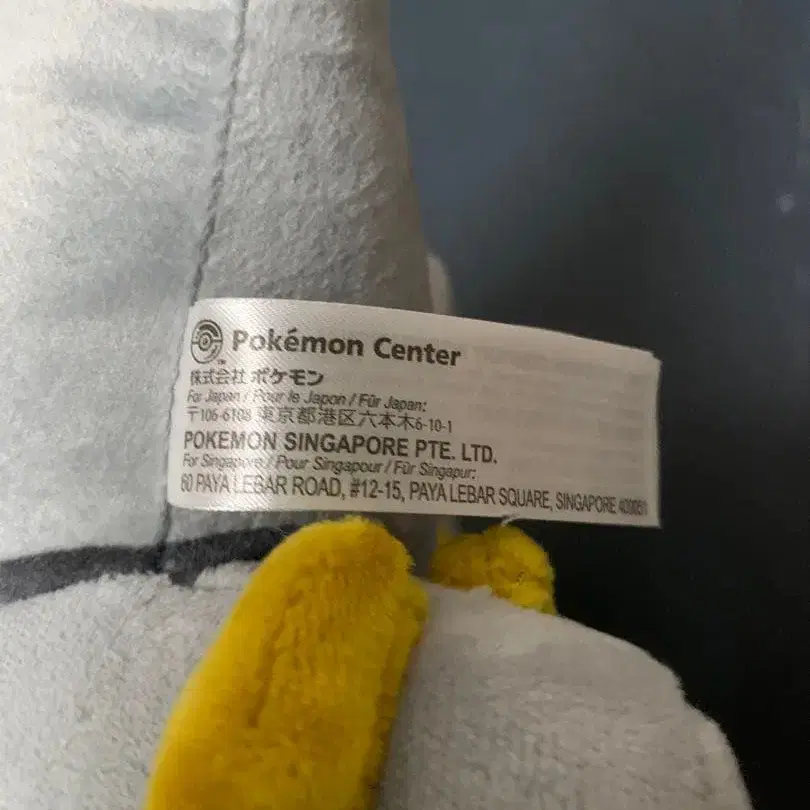 Pokémon Center
株式会社 ポケモン
For Japan / Pour le Japon / Für Japan:
〒106-6108 東京都港区六本木6-10-1
POKEMON SINGAPORE PTE. LTD.
For Singapore / Pour Singapour / Für Singapur:
60 PAYA LEBAR ROAD, #12-15, PAYA LEBAR SQUARE, SINGAPORE 409051